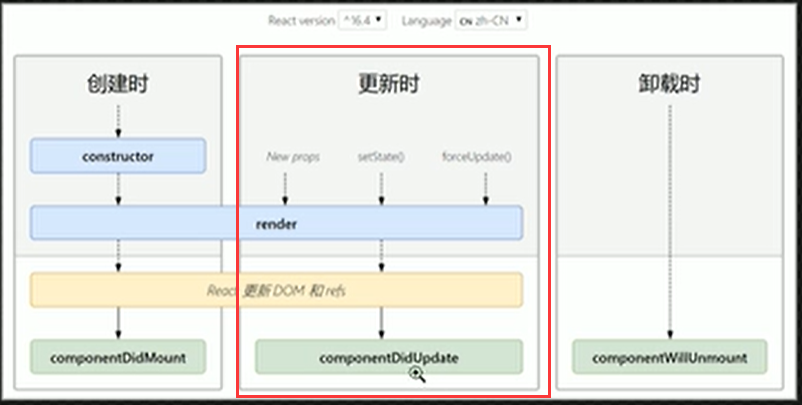 React version ^16.4 Language CN zh-CN
创建时
更新时
卸载时
constructor
New props
setState()
forceUpdate()
render
React 更新 DOM 和 refs
componentDidMount
componentDidUpdate
componentWillUnmount